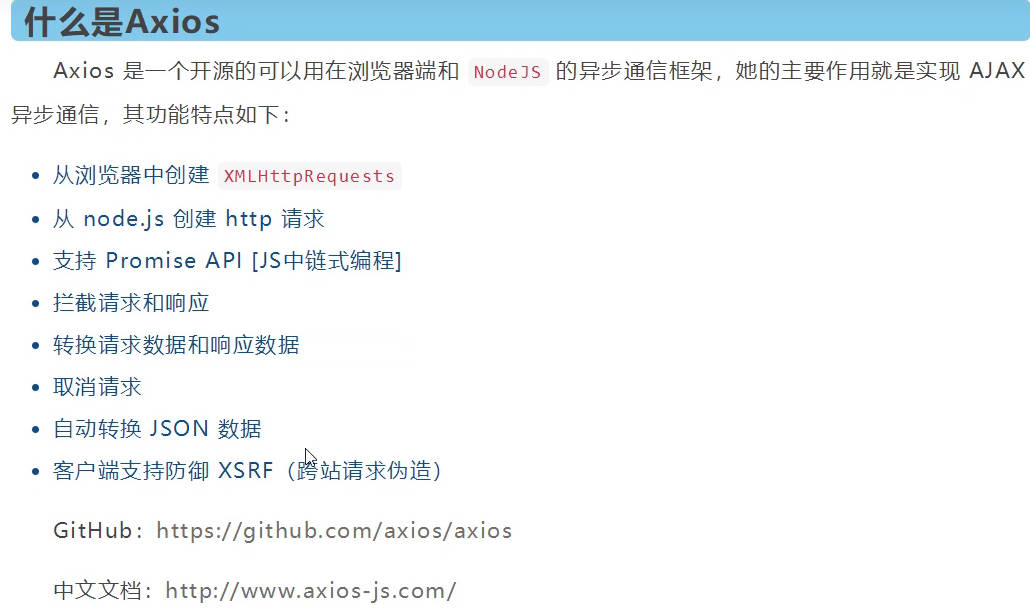 什么是Axios
Axios 是一个开源的可以用在浏览器端和 NodeJS 的异步通信框架，她的主要作用就是实现 AJAX
异步通信，其功能特点如下：
从浏览器中创建 XMLHttpRequests
从 node.js 创建 http 请求
支持 Promise API [JS中链式编程]
拦截请求和响应
转换请求数据和响应数据
取消请求
自动转换 JSON 数据
客户端支持防御 XSRF（跨站请求伪造）
GitHub：https://github.com/axios/axios
中文文档：http://www.axios-js.com/